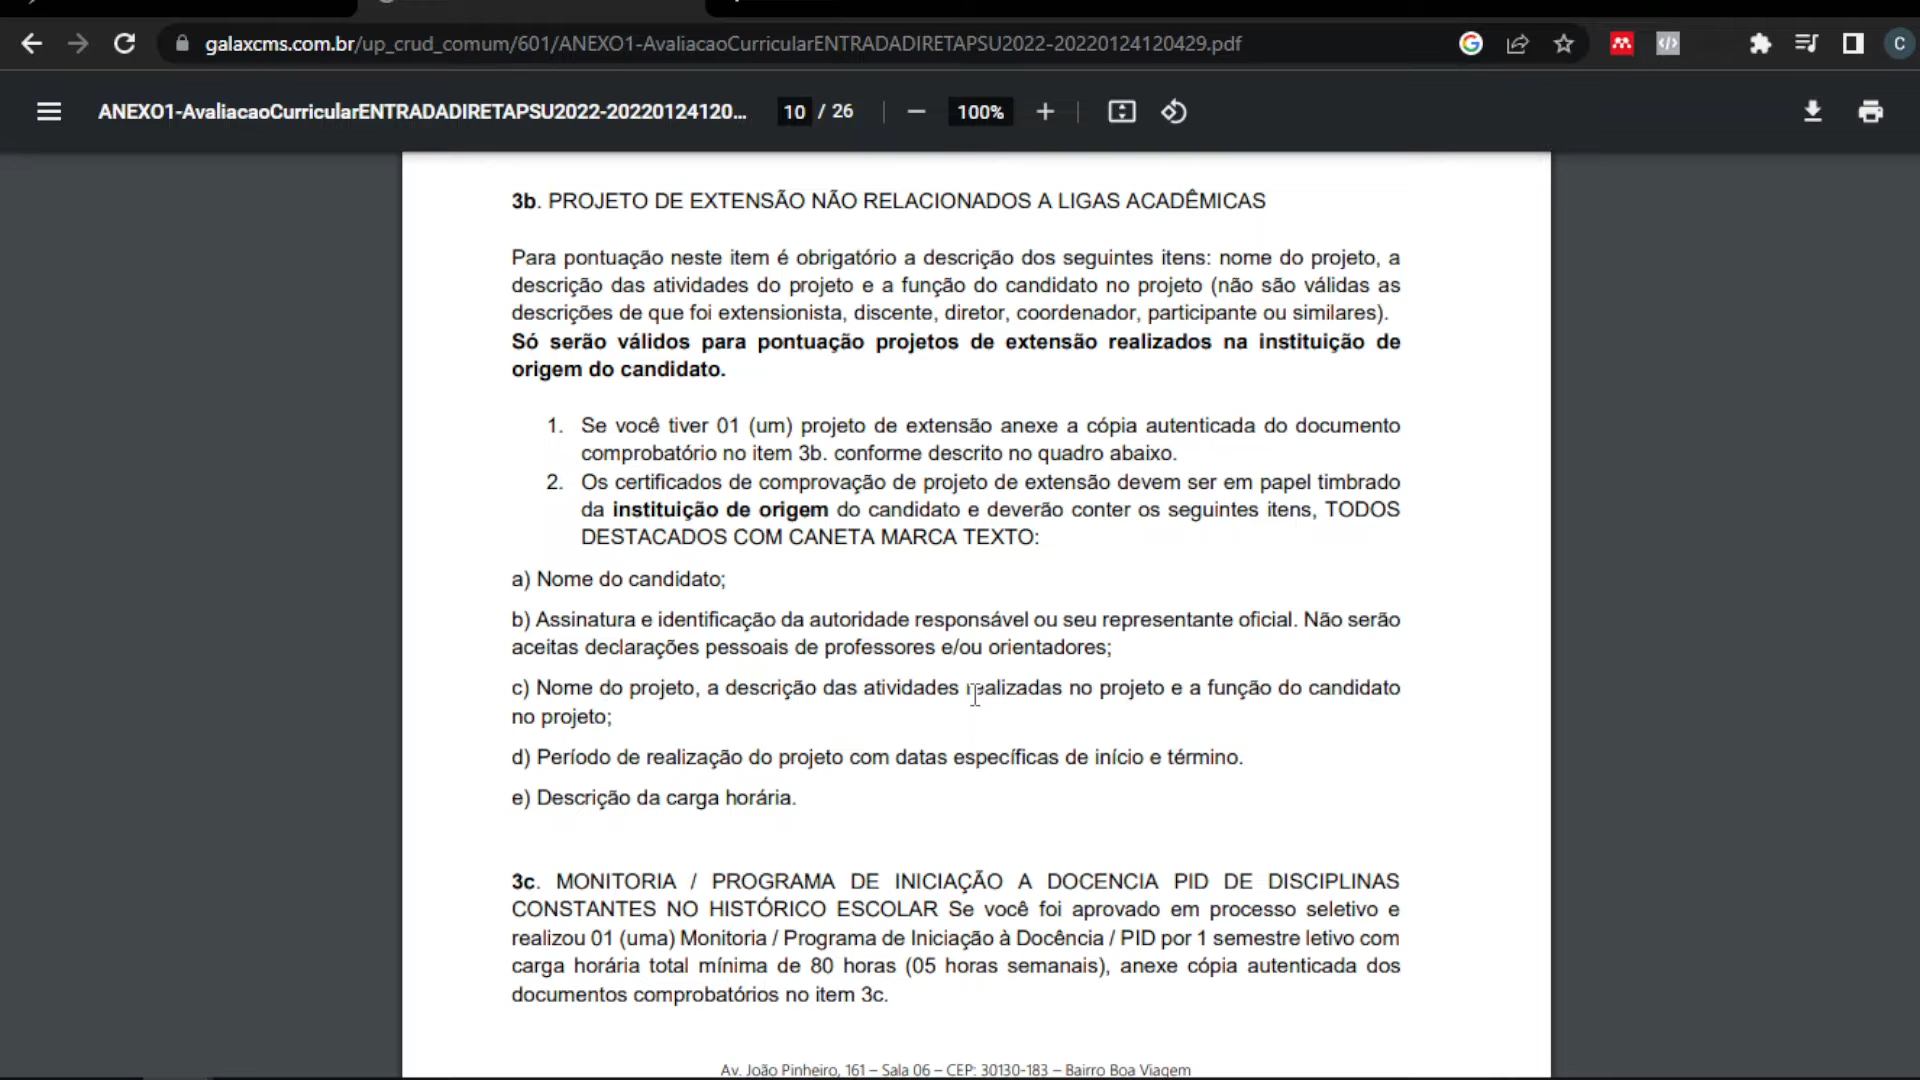 galaxcms.com.br/up_crud_comum/601/ANEXO1-AvaliacaoCurricularENTRADADIRETAPSU2022-20220124120429.pdf
C
ANEXO1-AvaliacaoCurricularENTRADADIRETAPSU2022-20220124120... 10 / 26 − 100% +
3b. PROJETO DE EXTENSÃO NÃO RELACIONADOS A LIGAS ACADÊMICAS
Para pontuação neste item é obrigatório a descrição dos seguintes itens: nome do projeto, a
descrição das atividades do projeto e a função do candidato no projeto (não são válidas as
descrições de que foi extensionista, discente, diretor, coordenador, participante ou similares).
Só serão válidos para pontuação projetos de extensão realizados na instituição de
origem do candidato.
1. Se você tiver 01 (um) projeto de extensão anexe a cópia autenticada do documento
comprobatório no item 3b. conforme descrito no quadro abaixo.
2. Os certificados de comprovação de projeto de extensão devem ser em papel timbrado
da instituição de origem do candidato e deverão conter os seguintes itens, TODOS
DESTACADOS COM CANETA MARCA TEXTO:
a) Nome do candidato;
b) Assinatura e identificação da autoridade responsável ou seu representante oficial. Não serão
aceitas declarações pessoais de professores e/ou orientadores;
c) Nome do projeto, a descrição das atividades realizadas no projeto e a função do candidato
no projeto;
d) Período de realização do projeto com datas específicas de início e término.
e) Descrição da carga horária.
3c. MONITORIA / PROGRAMA DE INICIAÇÃO A DOCENCIA PID DE DISCIPLINAS
CONSTANTES NO HISTÓRICO ESCOLAR Se você foi aprovado em processo seletivo e
realizou 01 (uma) Monitoria / Programa de Iniciação à Docência / PID por 1 semestre letivo com
carga horária total mínima de 80 horas (05 horas semanais), anexe cópia autenticada dos
documentos comprobatórios no item 3c.
Av. João Pinheiro, 161 – Sala 06 – CEP: 30130-183 – Bairro Boa Viagem